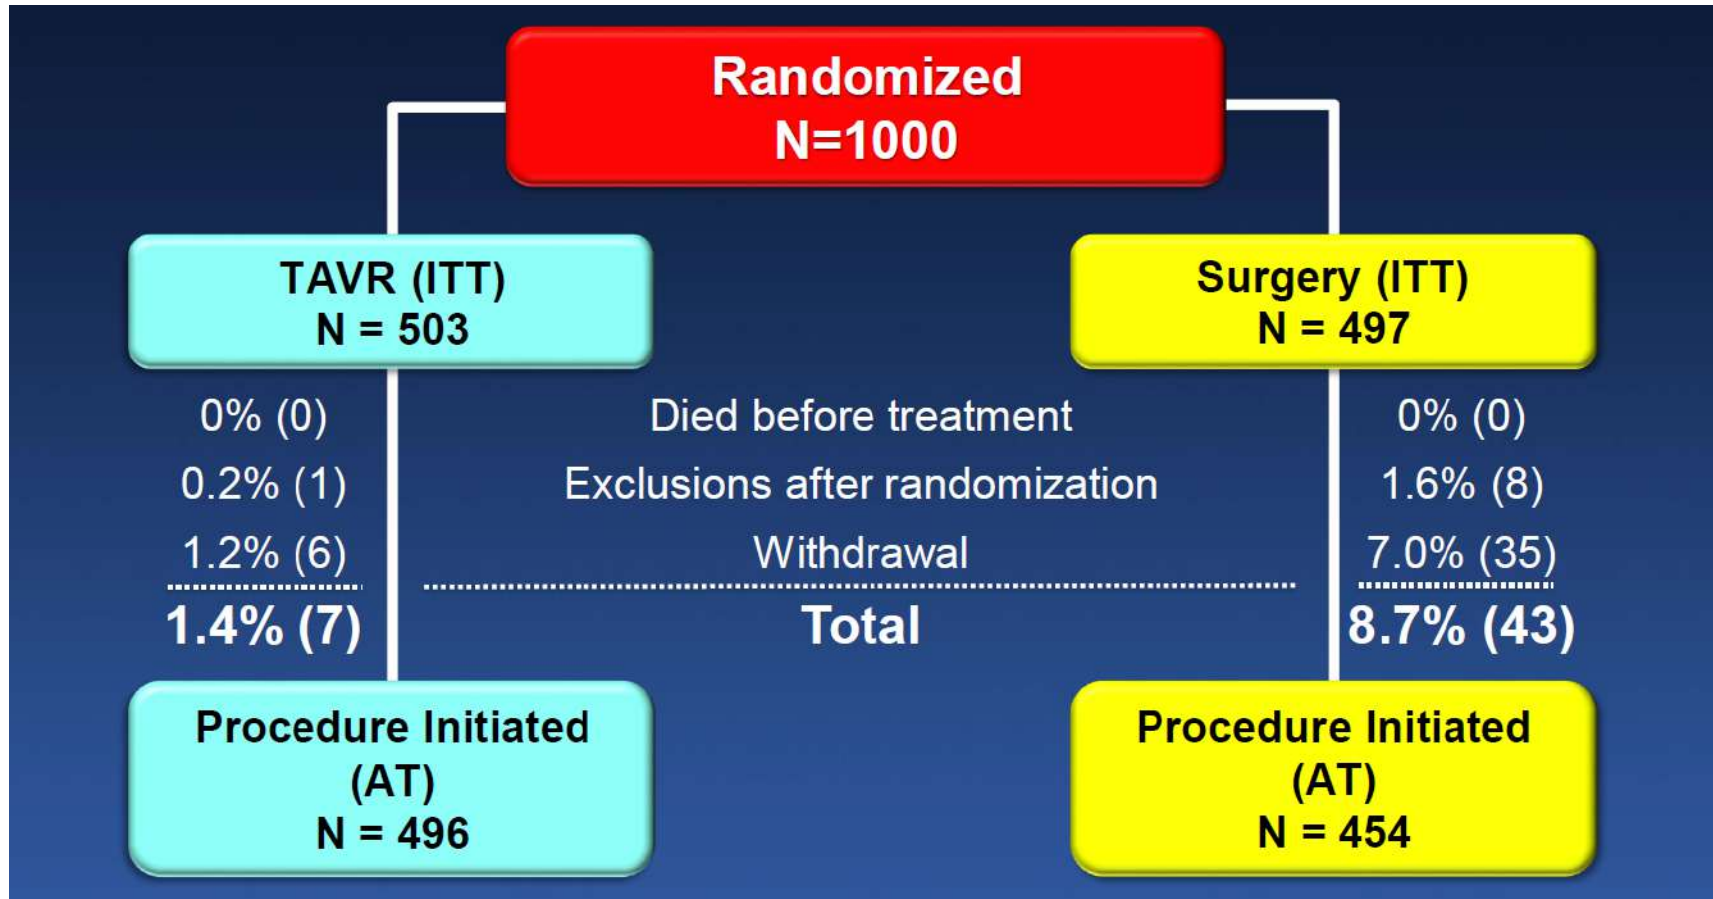 Randomized
N=1000
TAVR (ITT)
N = 503
Surgery (ITT)
N = 497
0% (0) Died before treatment 0% (0)
0.2% (1) Exclusions after randomization 1.6% (8)
1.2% (6) Withdrawal 7.0% (35)
1.4% (7) Total 8.7% (43)
Procedure Initiated
(AT)
N = 496
Procedure Initiated
(AT)
N = 454